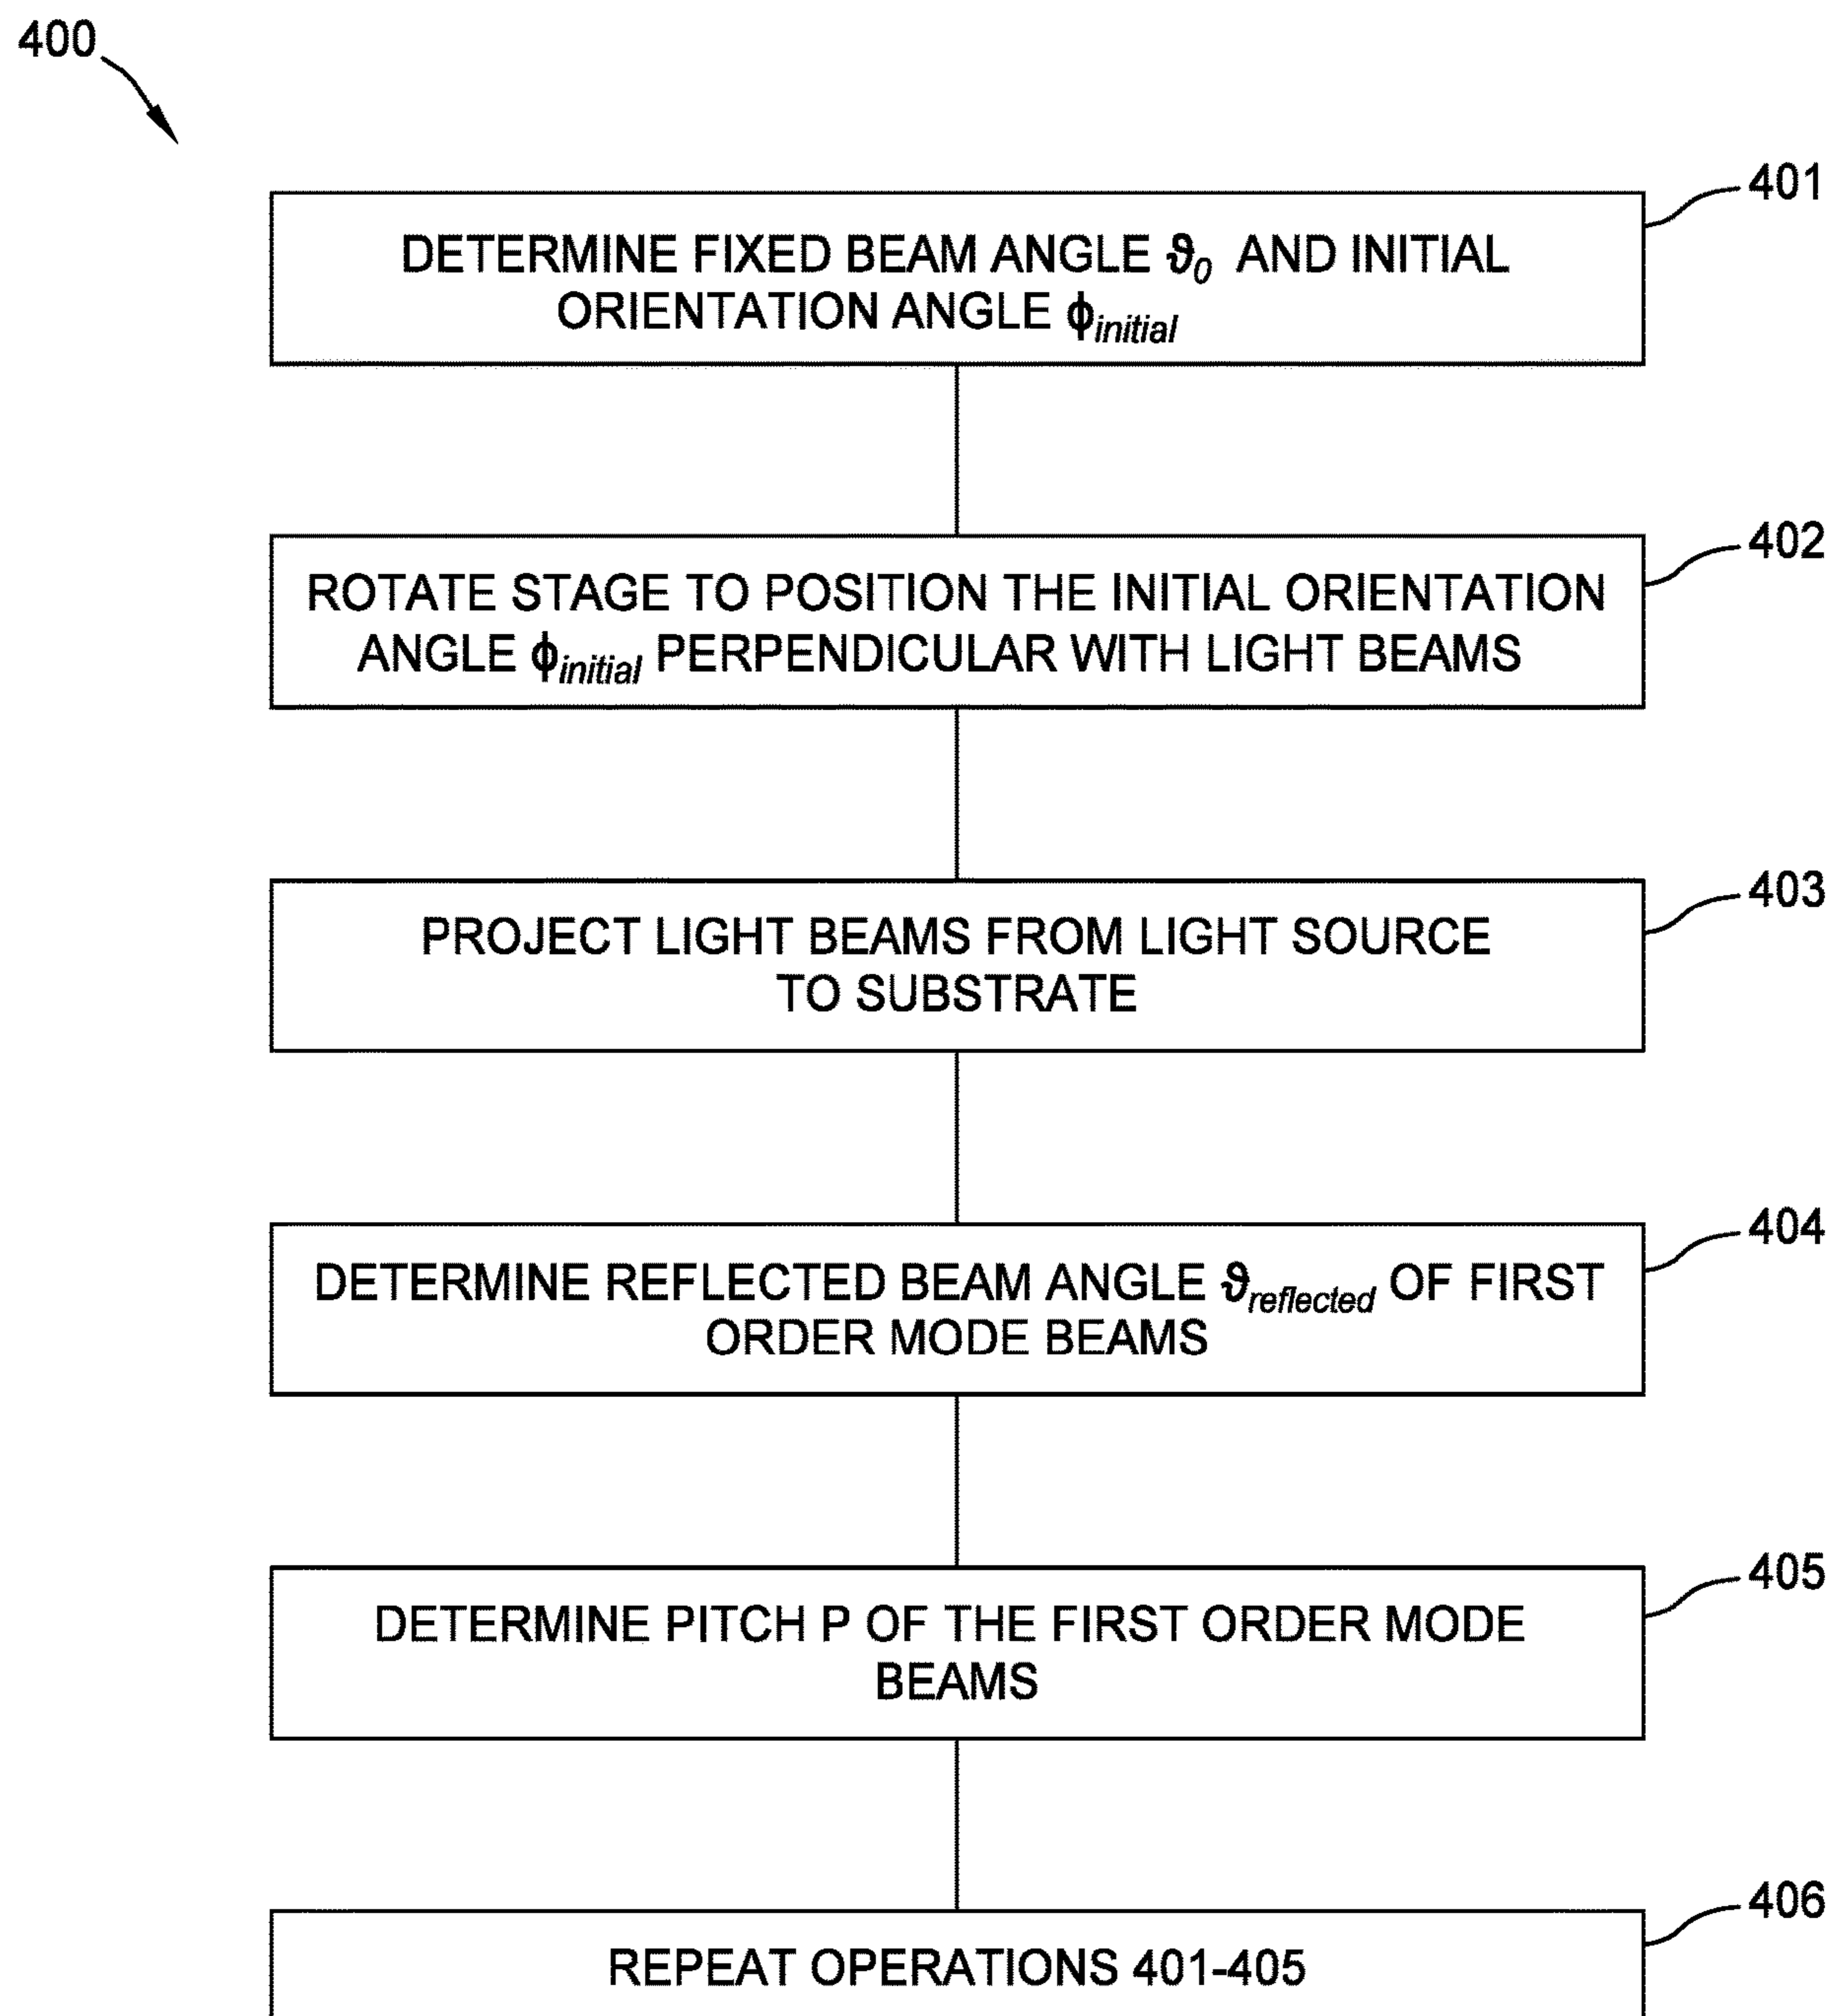 400
401
DETERMINE FIXED BEAM ANGLE ϑ0 AND INITIAL
ORIENTATION ANGLE ϕinitial
402
ROTATE STAGE TO POSITION THE INITIAL ORIENTATION
ANGLE ϕinitial PERPENDICULAR WITH LIGHT BEAMS
403
PROJECT LIGHT BEAMS FROM LIGHT SOURCE
TO SUBSTRATE
404
DETERMINE REFLECTED BEAM ANGLE ϑreflected OF FIRST
ORDER MODE BEAMS
405
DETERMINE PITCH P OF THE FIRST ORDER MODE
BEAMS
406
REPEAT OPERATIONS 401-405